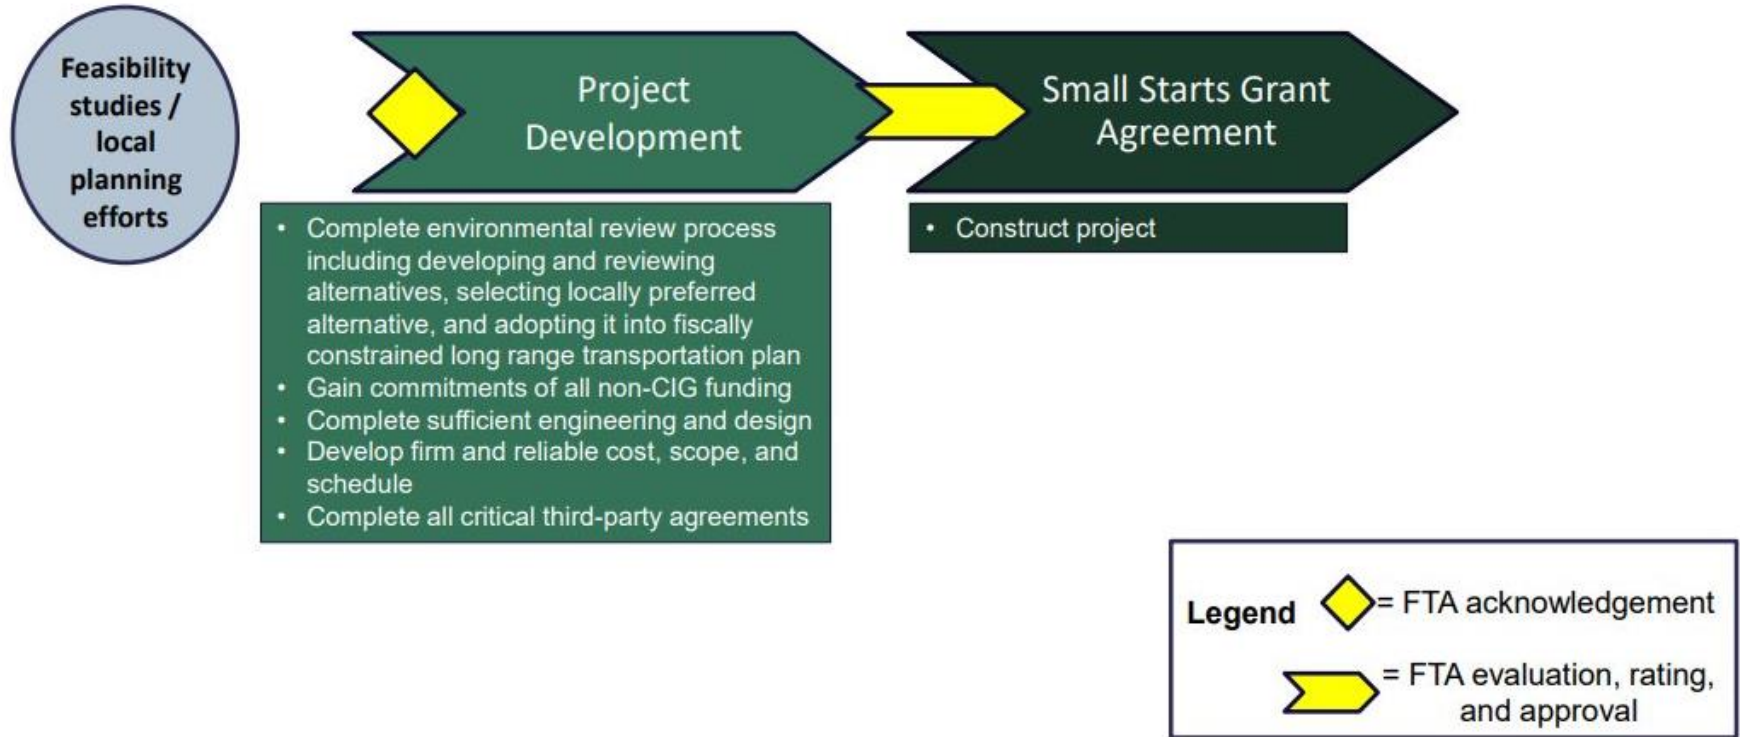 Feasibility
studies /
local
planning
efforts
Project
Development
Small Starts Grant
Agreement
• Complete environmental review process
including developing and reviewing
alternatives, selecting locally preferred
alternative, and adopting it into fiscally
constrained long range transportation plan
• Gain commitments of all non-CIG funding
• Complete sufficient engineering and design
• Develop firm and reliable cost, scope, and
schedule
• Complete all critical third-party agreements
• Construct project
Legend
= FTA acknowledgement
= FTA evaluation, rating,
and approval